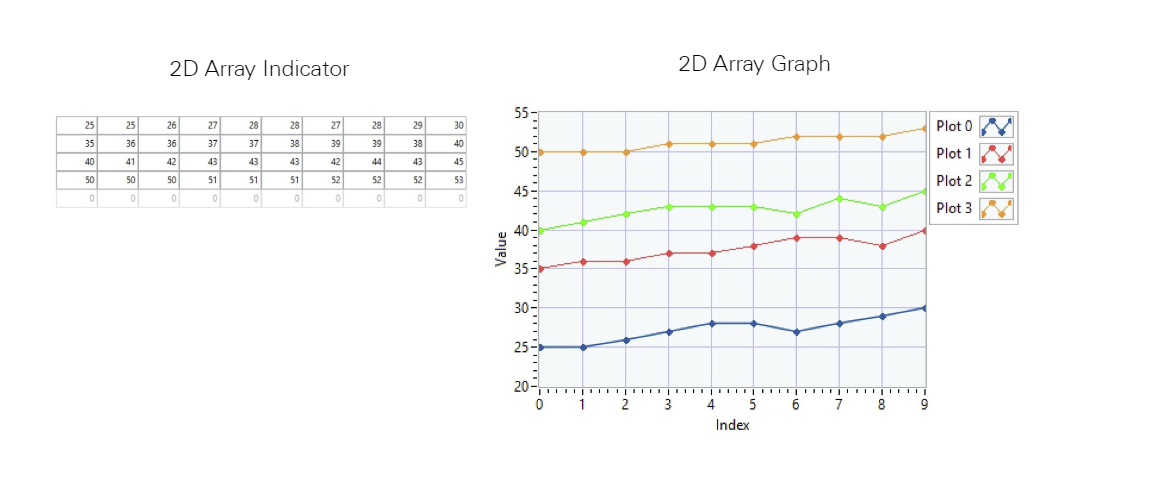 2D Array Indicator
25 25 26 27 28 28 27 28 29 30
35 36 36 37 37 38 39 39 38 40
40 41 42 43 43 43 42 44 43 45
50 50 50 51 51 51 52 52 52 53
0 0 0 0 0 0 0 0 0 0
2D Array Graph
55
50
45
40
35
30
25
20
Value
0 1 2 3 4 5 6 7 8 9
Index
Plot 0
Plot 1
Plot 2
Plot 3